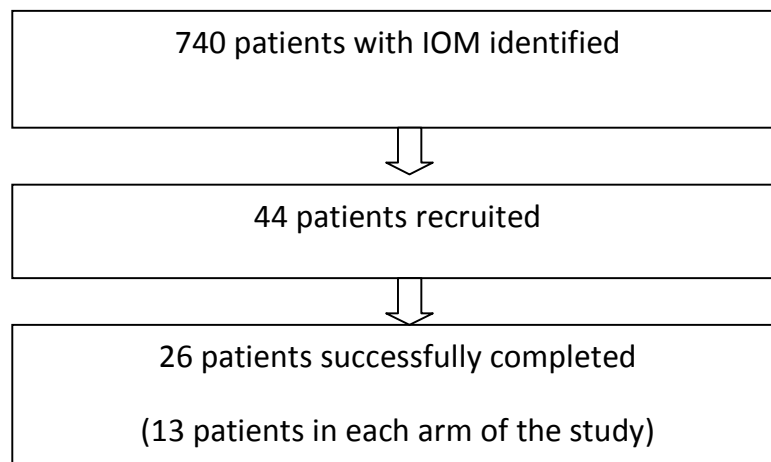 740 patients with IOM identified
44 patients recruited
26 patients successfully completed
(13 patients in each arm of the study)